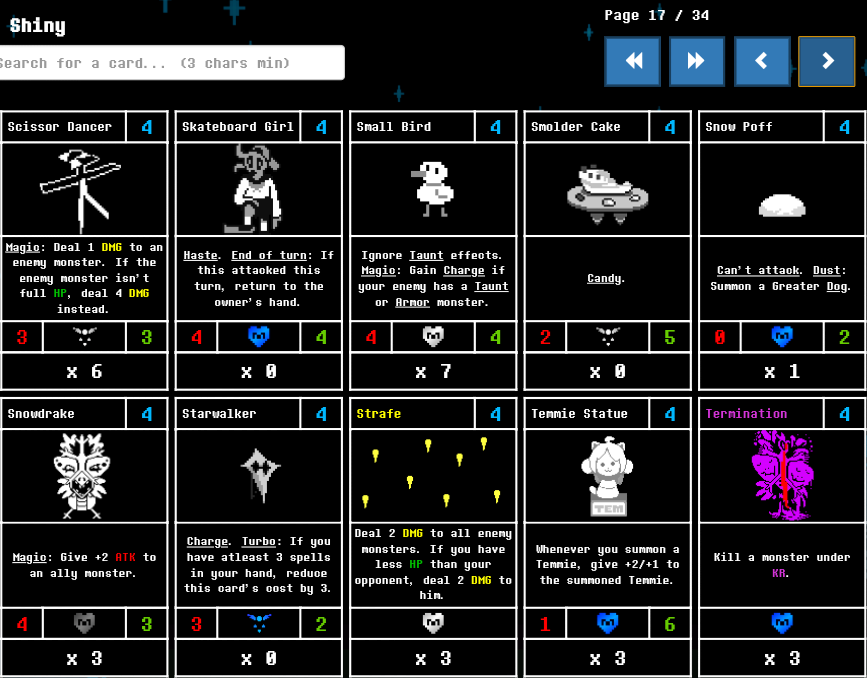 Shiny
Page 17 / 34
Search for a card... (3 chars min)
Scissor Dancer 4
Magic: Deal 1 DMG to an
enemy monster. If the
enemy monster isn't
full HP, deal 4 DMG
instead.
3 3
x 6
Skateboard Girl 4
Haste. End of turn: If
this attacked this
turn, return to the
owner's hand.
4 4
x 0
Small Bird 4
Ignore Taunt effects.
Magic: Gain Charge if
your enemy has a Taunt
or Armor monster.
4 4
x 7
Smolder Cake 4
Candy.
2 5
x 0
Snow Poff 4
Can't attack. Dust:
Summon a Greater Dog.
0 2
x 1
Snowdrake 4
Magic: Give +2 ATK to
an ally monster.
4 3
x 3
Starwalker 4
Charge. Turbo: If you
have atleast 3 spells
in your hand, reduce
this card's cost by 3.
3 2
x 0
Strafe 4
Deal 2 DMG to all enemy
monsters. If you have
less HP than your
opponent, deal 2 DMG to
him.
x 3
Temmie Statue 4
TEM
Whenever you summon a
Temmie, give +2/+1 to
the summoned Temmie.
1 6
x 3
Termination 4
Kill a monster under
KR.
x 3